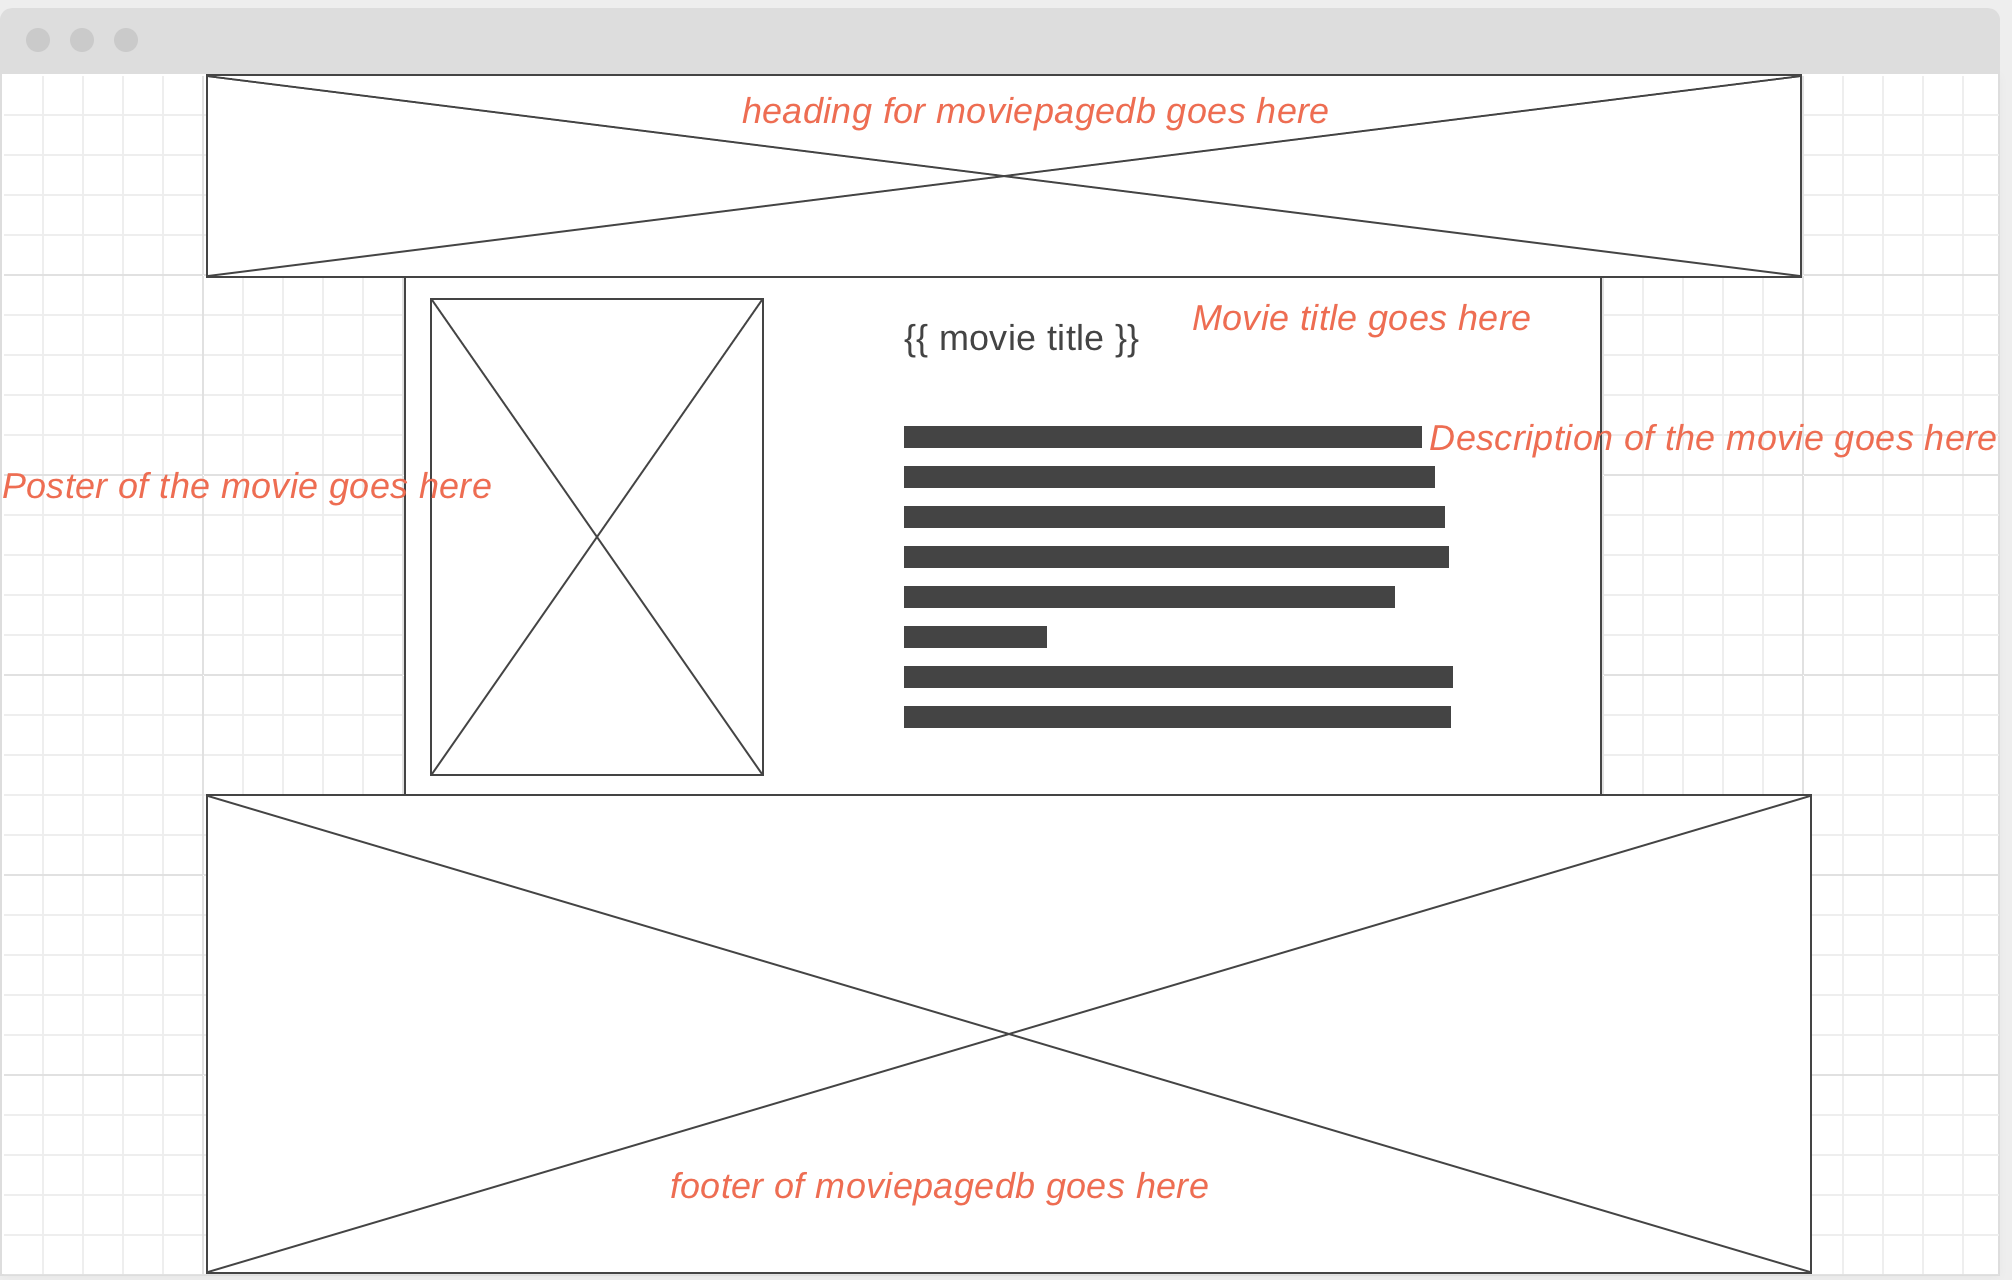 heading for moviepagedb goes here
Movie title goes here
{{ movie title }}
Description of the movie goes here
Poster of the movie goes here
footer of moviepagedb goes here